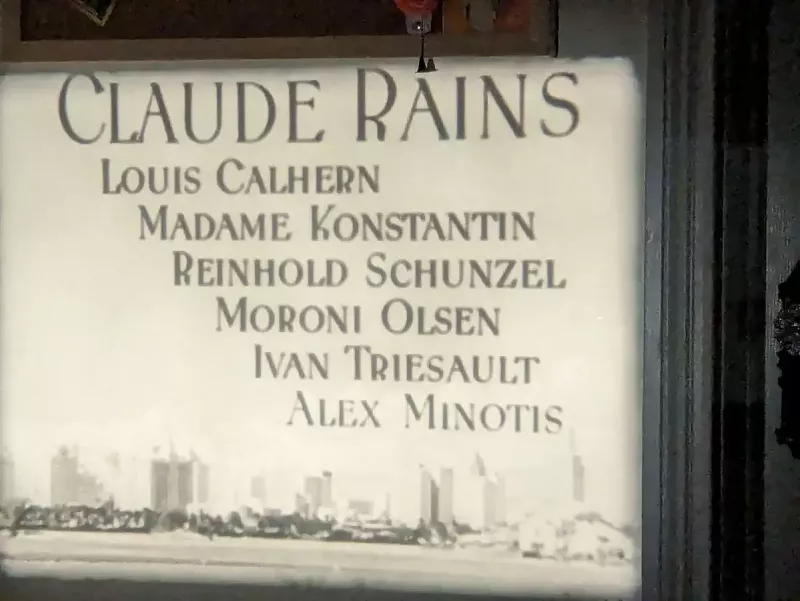 CLAUDE RAINS
LOUIS CALHERN
MADAME KONSTANTIN
REINHOLD SCHUNZEL
MORONI OLSEN
IVAN TRIESAULT
ALEX MINOTIS